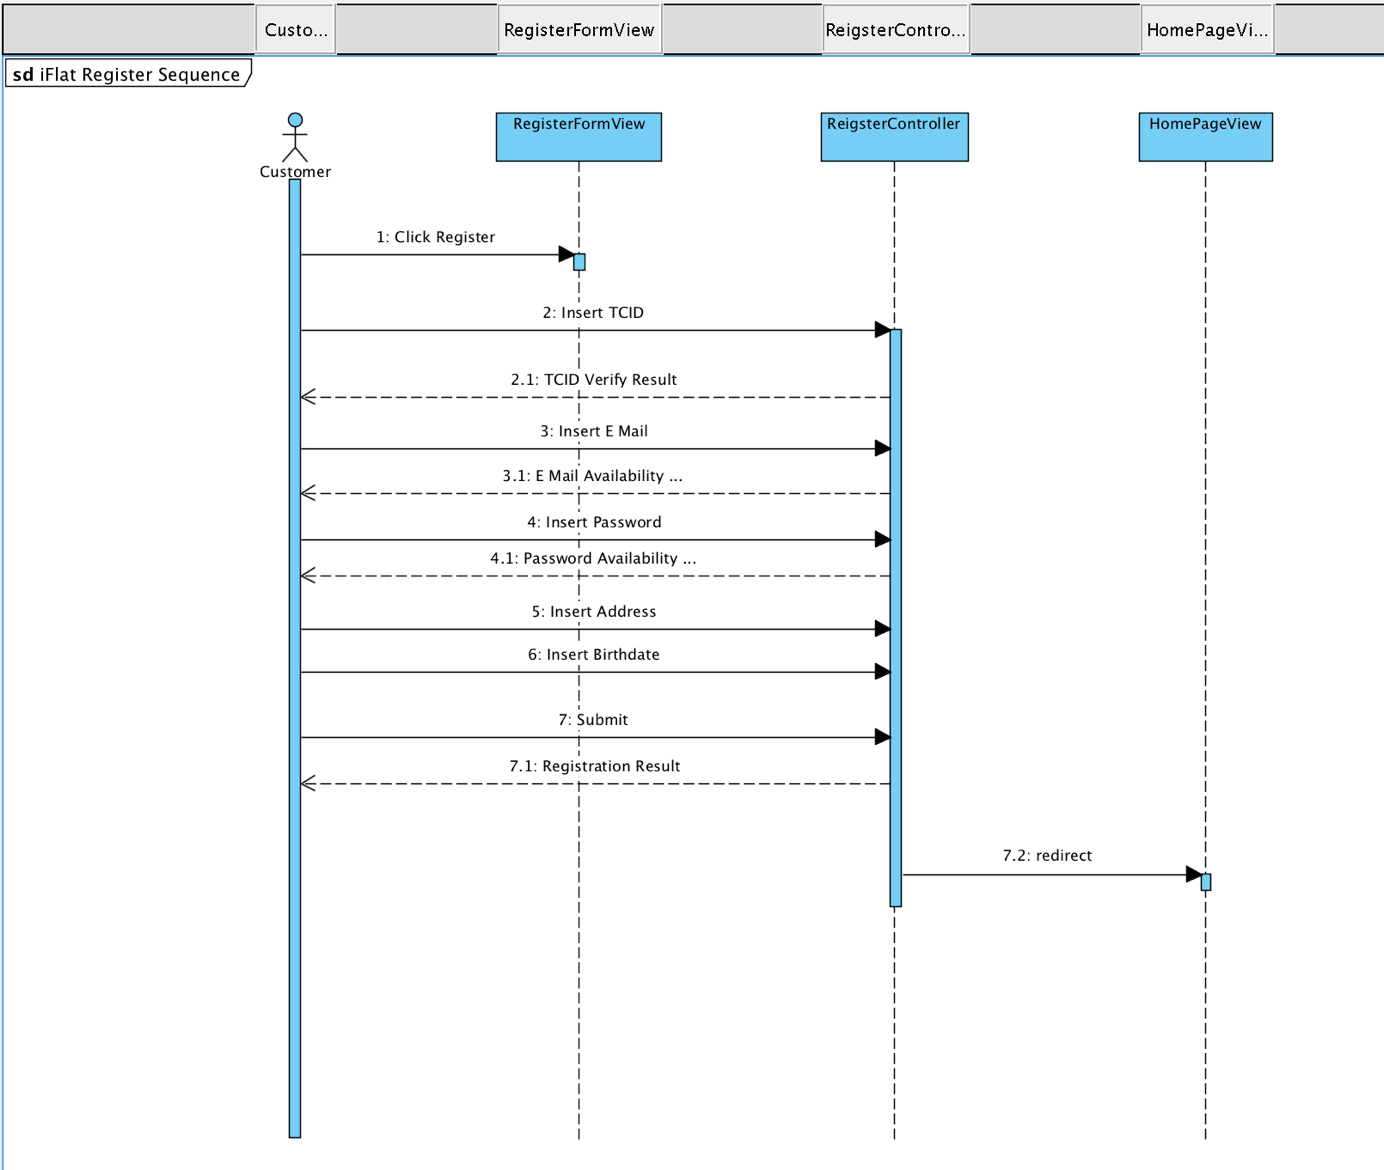 Custo...
RegisterFormView
ReigsterContro...
HomePageVi...
sd iFlat Register Sequence
Customer
RegisterFormView
ReigsterController
HomePageView
1: Click Register
2: Insert TCID
2.1: TCID Verify Result
3: Insert E Mail
3.1: E Mail Availability ...
4: Insert Password
4.1: Password Availability ...
5: Insert Address
6: Insert Birthdate
7: Submit
7.1: Registration Result
7.2: redirect